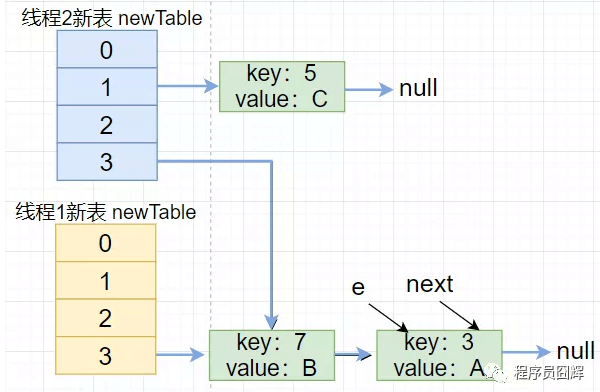 线程2新表 newTable
0
1
2
3
key: 5
value: C
null
线程1新表 newTable
0
1
2
3
e
next
key: 7
value: B
key: 3
value: A
null
程序员囧辉